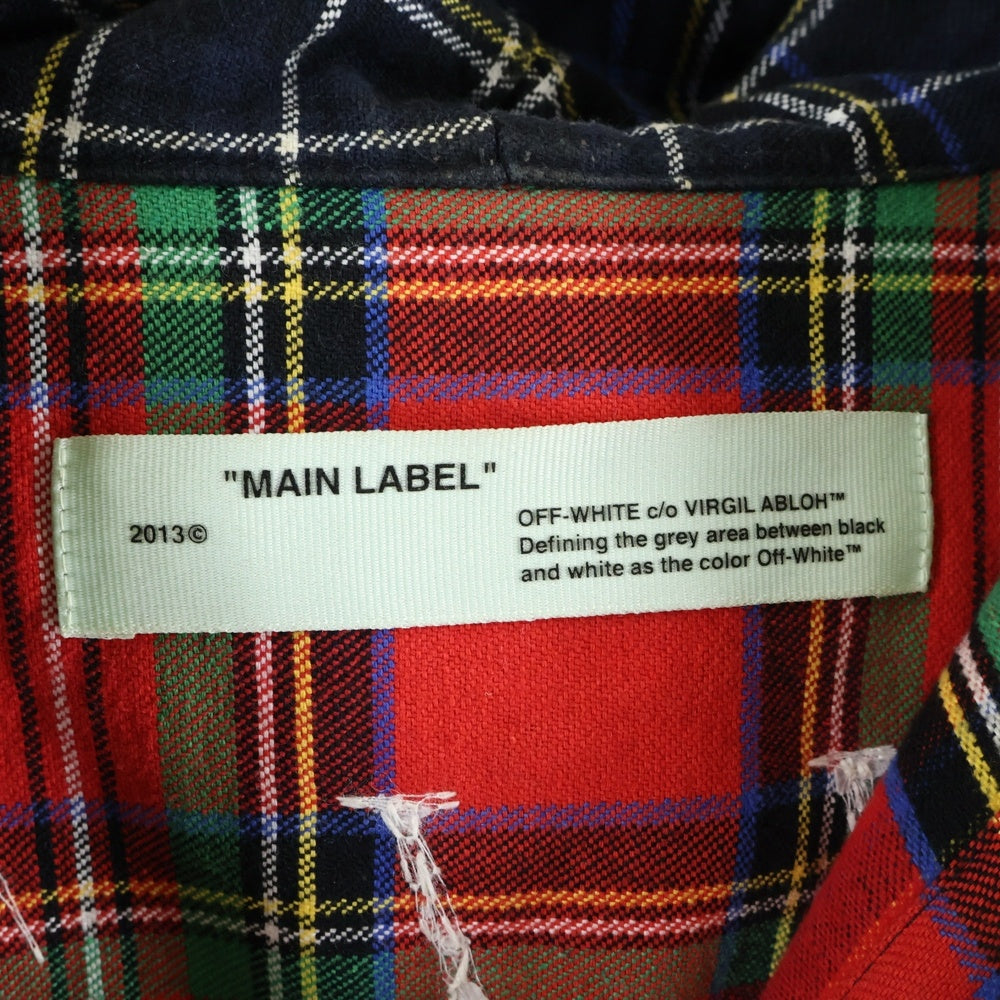 "MAIN LABEL"
2013©
OFF-WHITE c/o VIRGIL ABLOH™
Defining the grey area between black
and white as the color Off-White™